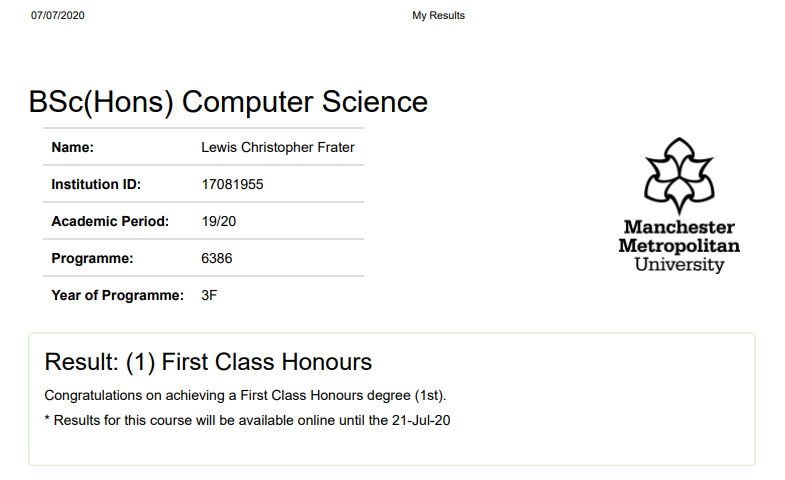 07/07/2020 My Results
BSc(Hons) Computer Science
Name: Lewis Christopher Frater
Institution ID: 17081955
Academic Period: 19/20
Programme: 6386
Year of Programme: 3F
Manchester
Metropolitan
University
Result: (1) First Class Honours
Congratulations on achieving a First Class Honours degree (1st).
* Results for this course will be available online until the 21-Jul-20